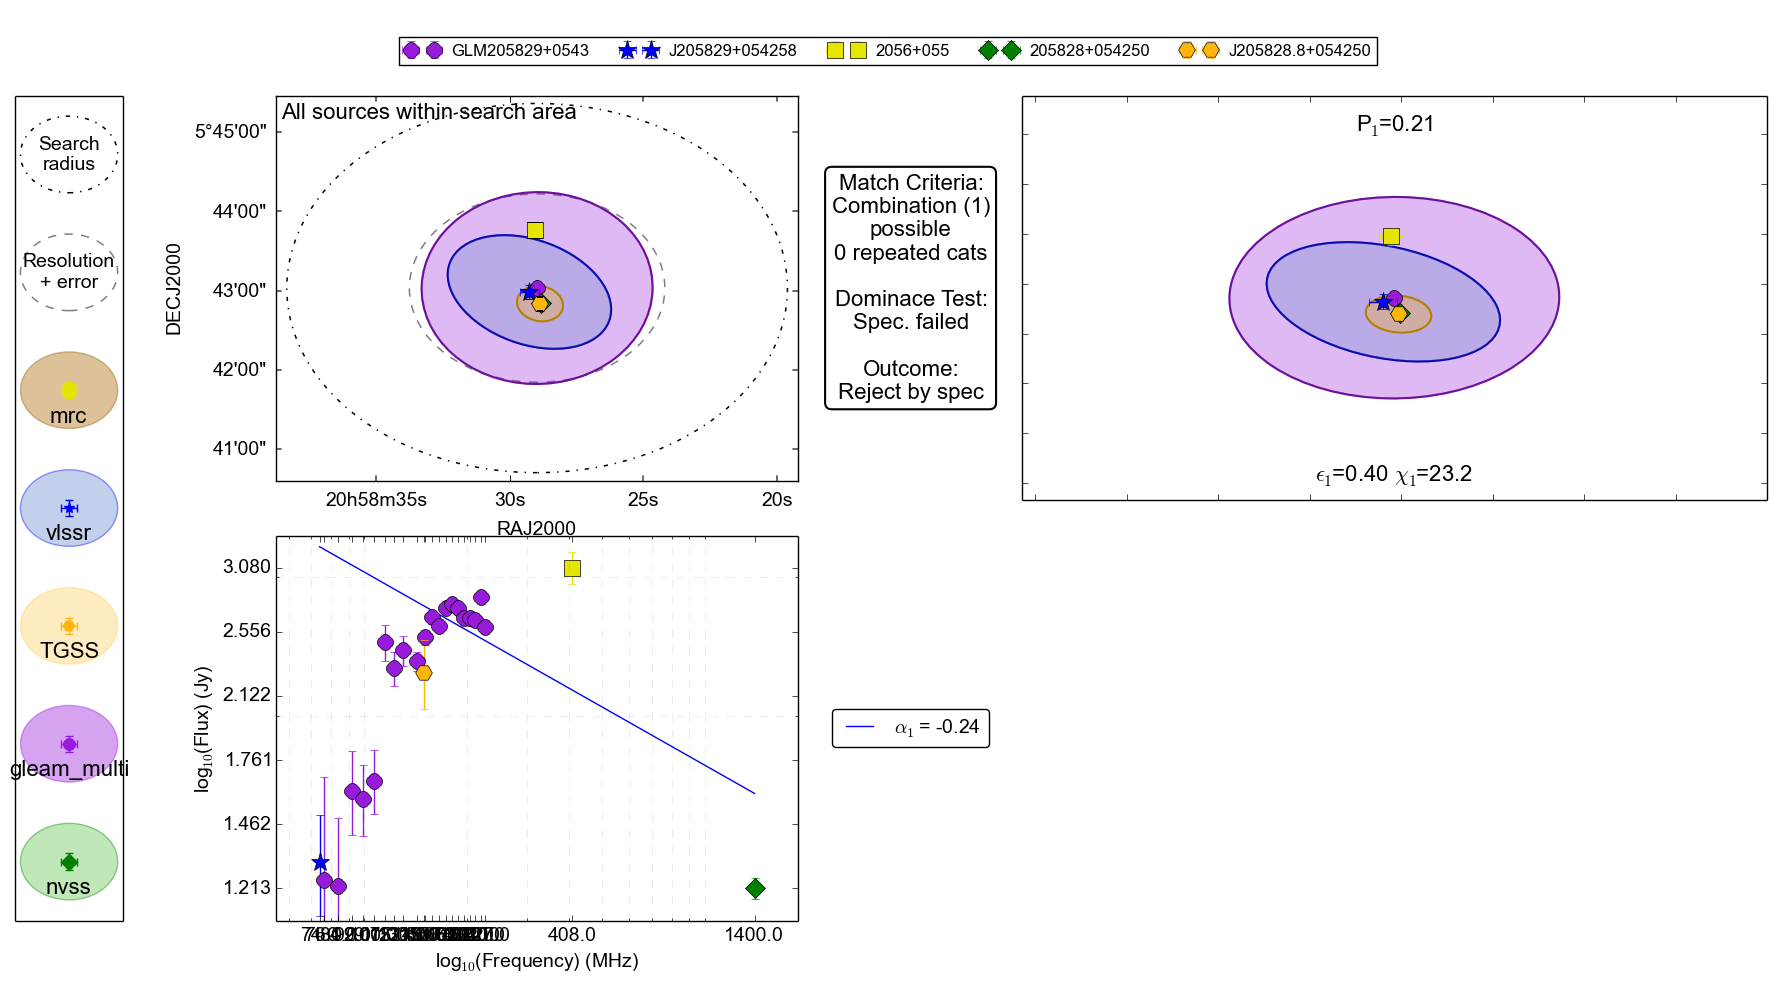 GLM205829+0543 J205829+054258 2056+055 205828+054250 J205828.8+054250
Search
radius
Resolution
+ error
mrc
vlssr
TGSS
gleam_multi
nvss
All sources within search area
DECJ2000
5°45'00"
44'00"
43'00"
42'00"
41'00"
20h58m35s 30s 25s 20s
RAJ2000
Match Criteria:
Combination (1)
possible
0 repeated cats
Dominace Test:
Spec. failed
Outcome:
Reject by spec
P₁=0.21
ϵ₁=0.40 χ₁=23.2
log₁₀(Flux) (Jy)
3.080
2.556
2.122
1.761
1.462
1.213
408.0 1400.0
log₁₀(Frequency) (MHz)
α₁ = -0.24